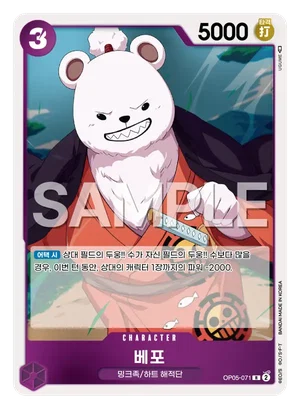 3
5000
타격
打
SAMPLE
어택 시 상대 필드의 두웅!! 수가 자신 필드의 두웅!! 수보다 많을
경우, 이번 턴 동안, 상대의 캐릭터 1장까지의 파워 -2000.
CHARACTER
베포
밍크족/하트 해적단
OP05-071 R
2
BANDAI MADE IN KOREA